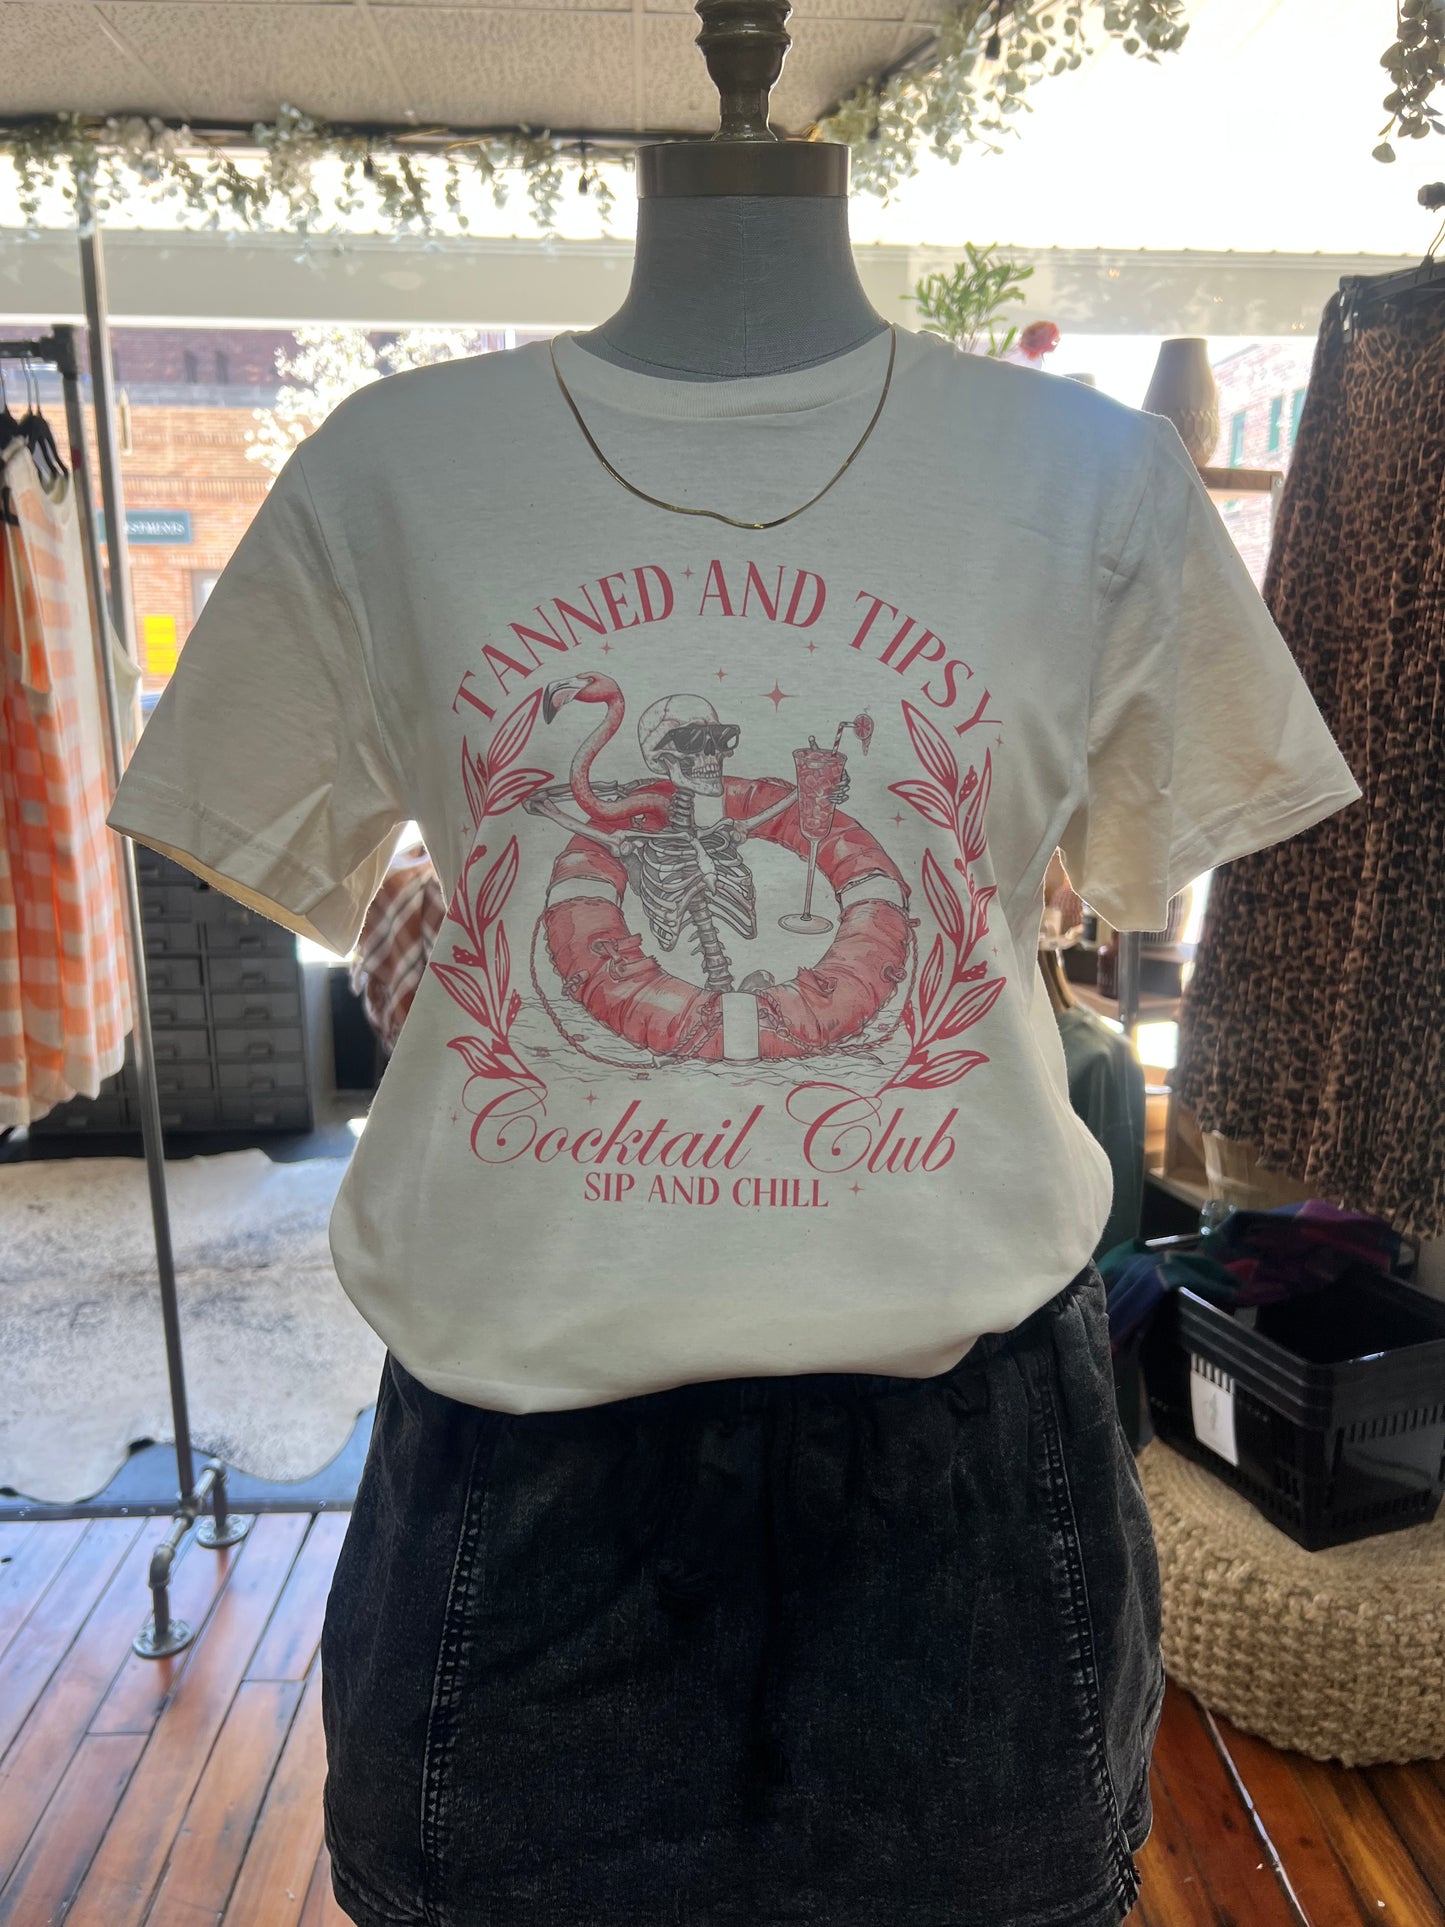 TANNED AND TIPSY
Cocktail Club
SIP AND CHILL